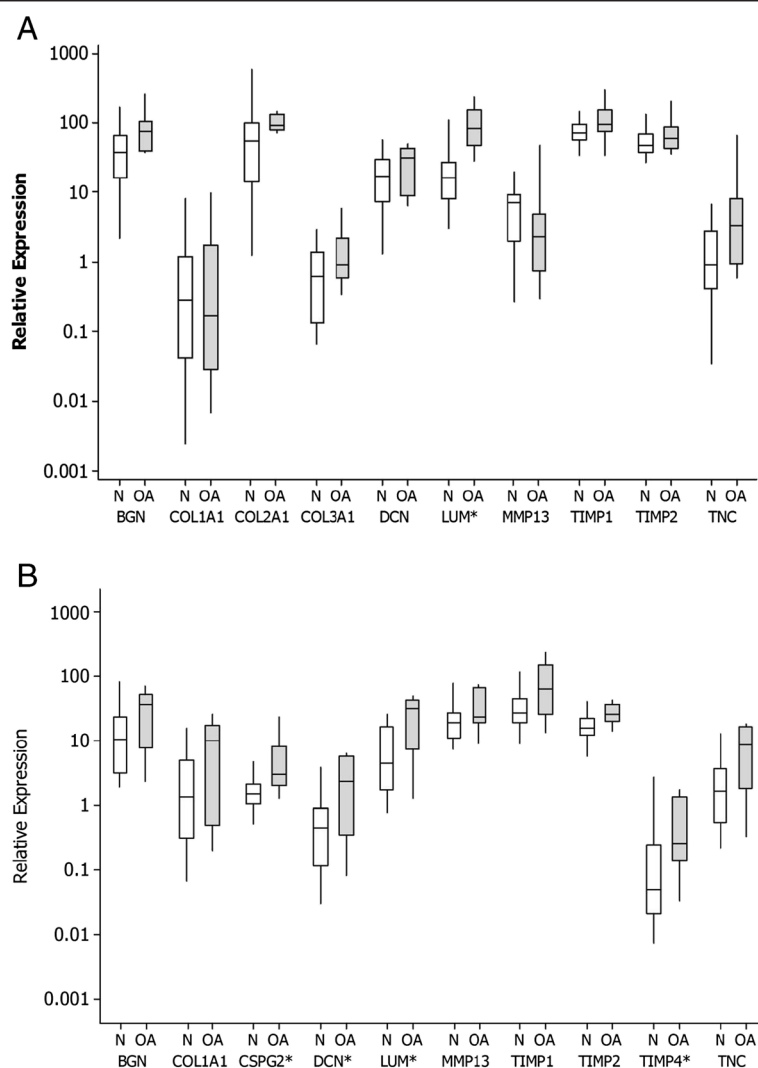 A
1000
100
10
1
0.1
0.01
0.001
Relative Expression
N OA N OA N OA N OA N OA N OA N OA N OA N OA N OA
BGN COL1A1 COL2A1 COL3A1 DCN LUM* MMP13 TIMP1 TIMP2 TNC
B
1000
100
10
1
0.1
0.01
0.001
Relative Expression
N OA N OA N OA N OA N OA N OA N OA N OA N OA N OA
BGN COL1A1 CSPG2* DCN* LUM* MMP13 TIMP1 TIMP2 TIMP4* TNC